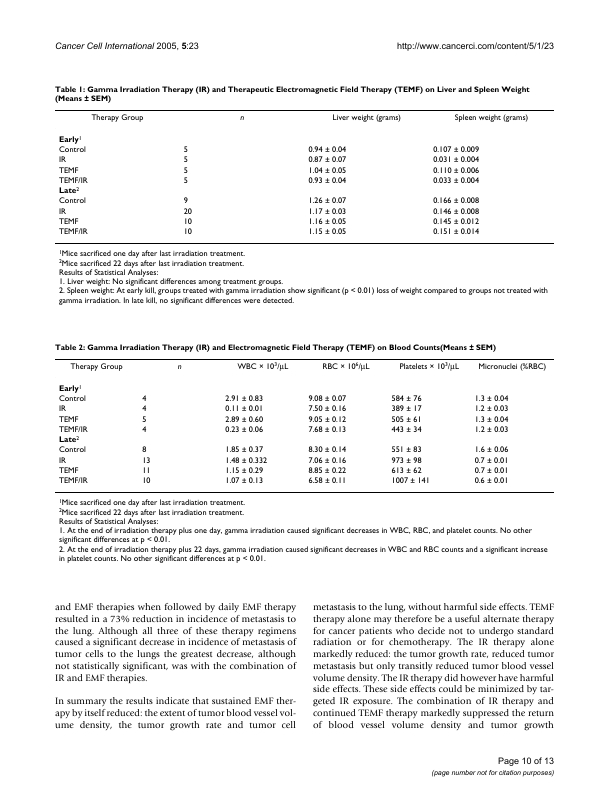 Cancer Cell International 2005, 5:23 http://www.cancerci.com/content/5/1/23
Table 1: Gamma Irradiation Therapy (IR) and Therapeutic Electromagnetic Field Therapy (TEMF) on Liver and Spleen Weight
(Means ± SEM)
Therapy Group n Liver weight (grams) Spleen weight (grams)
Early¹
Control 5 0.94 ± 0.04 0.107 ± 0.009
IR 5 0.87 ± 0.07 0.031 ± 0.004
TEMF 5 1.04 ± 0.05 0.110 ± 0.006
TEMF/IR 5 0.93 ± 0.04 0.033 ± 0.004
Late²
Control 9 1.26 ± 0.07 0.166 ± 0.008
IR 20 1.17 ± 0.03 0.146 ± 0.008
TEMF 10 1.16 ± 0.05 0.145 ± 0.012
TEMF/IR 10 1.15 ± 0.05 0.151 ± 0.014
¹Mice sacrificed one day after last irradiation treatment.
²Mice sacrificed 22 days after last irradiation treatment.
Results of Statistical Analyses:
1. Liver weight: No significant differences among treatment groups.
2. Spleen weight: At early kill, groups treated with gamma irradiation show significant (p < 0.01) loss of weight compared to groups not treated with
gamma irradiation. In late kill, no significant differences were detected.
Table 2: Gamma Irradiation Therapy (IR) and Electromagnetic Field Therapy (TEMF) on Blood Counts(Means ± SEM)
Therapy Group n WBC × 10³/μL RBC × 10⁶/μL Platelets × 10³/μL Micronuclei (%RBC)
Early¹
Control 4 2.91 ± 0.83 9.08 ± 0.07 584 ± 76 1.3 ± 0.04
IR 4 0.11 ± 0.01 7.50 ± 0.16 389 ± 17 1.2 ± 0.03
TEMF 5 2.89 ± 0.60 9.05 ± 0.12 505 ± 61 1.3 ± 0.04
TEMF/IR 4 0.23 ± 0.06 7.68 ± 0.13 443 ± 34 1.2 ± 0.03
Late²
Control 8 1.85 ± 0.37 8.30 ± 0.14 551 ± 83 1.6 ± 0.06
IR 13 1.48 ± 0.332 7.06 ± 0.16 973 ± 98 0.7 ± 0.01
TEMF 11 1.15 ± 0.29 8.85 ± 0.22 613 ± 62 0.7 ± 0.01
TEMF/IR 10 1.07 ± 0.13 6.58 ± 0.11 1007 ± 141 0.6 ± 0.01
¹Mice sacrificed one day after last irradiation treatment.
²Mice sacrificed 22 days after last irradiation treatment.
Results of Statistical Analyses:
1. At the end of irradiation therapy plus one day, gamma irradiation caused significant decreases in WBC, RBC, and platelet counts. No other
significant differences at p < 0.01.
2. At the end of irradiation therapy plus 22 days, gamma irradiation caused significant decreases in WBC and RBC counts and a significant increase
in platelet counts. No other significant differences at p < 0.01.
and EMF therapies when followed by daily EMF therapy
resulted in a 73% reduction in incidence of metastasis to
the lung. Although all three of these therapy regimens
caused a significant decrease in incidence of metastasis of
tumor cells to the lungs the greatest decrease, although
not statistically significant, was with the combination of
IR and EMF therapies.
In summary the results indicate that sustained EMF ther-
apy by itself reduced: the extent of tumor blood vessel vol-
ume density, the tumor growth rate and tumor cell
metastasis to the lung, without harmful side effects. TEMF
therapy alone may therefore be a useful alternate therapy
for cancer patients who decide not to undergo standard
radiation or for chemotherapy. The IR therapy alone
markedly reduced: the tumor growth rate, reduced tumor
metastasis but only transitly reduced tumor blood vessel
volume density. The IR therapy did however have harmful
side effects. These side effects could be minimized by tar-
geted IR exposure. The combination of IR therapy and
continued TEMF therapy markedly suppressed the return
of blood vessel volume density and tumor growth
Page 10 of 13
(page number not for citation purposes)